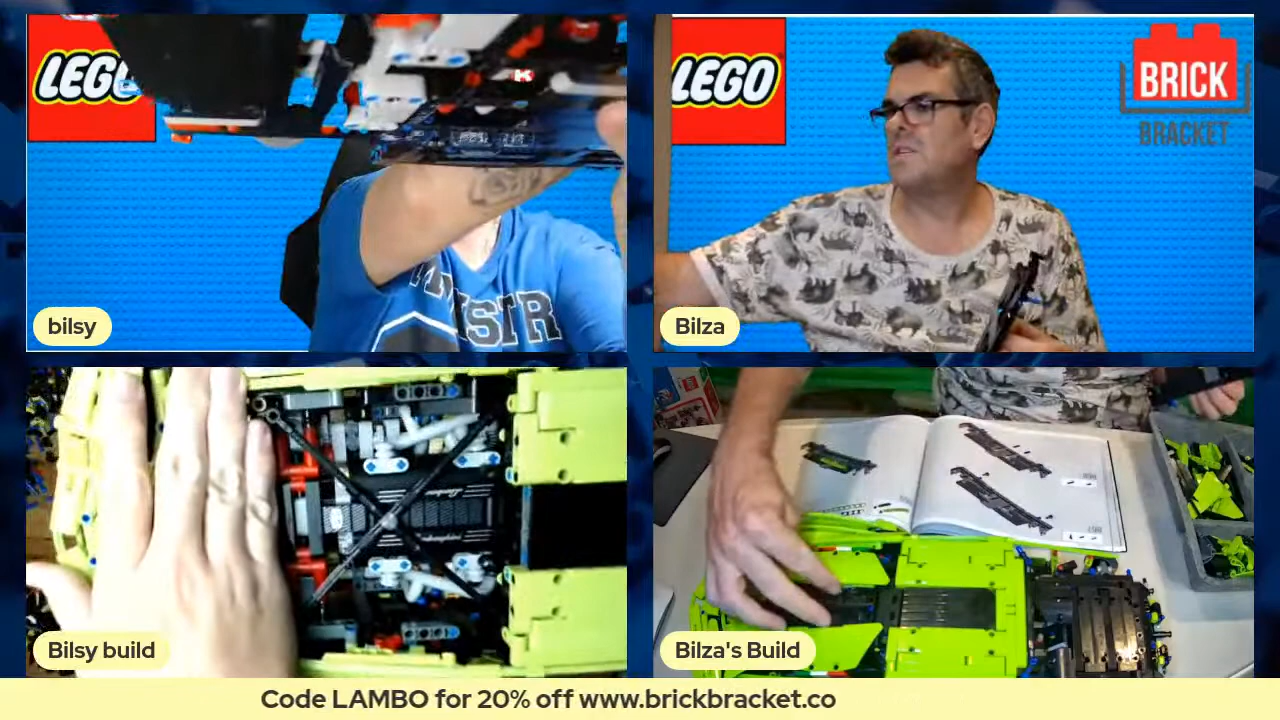 LEGO
LEGO
BRICK
BRACKET
bilsy
Bilza
Bilsy build
Bilza's Build
Code LAMBO for 20% off www.brickbracket.co